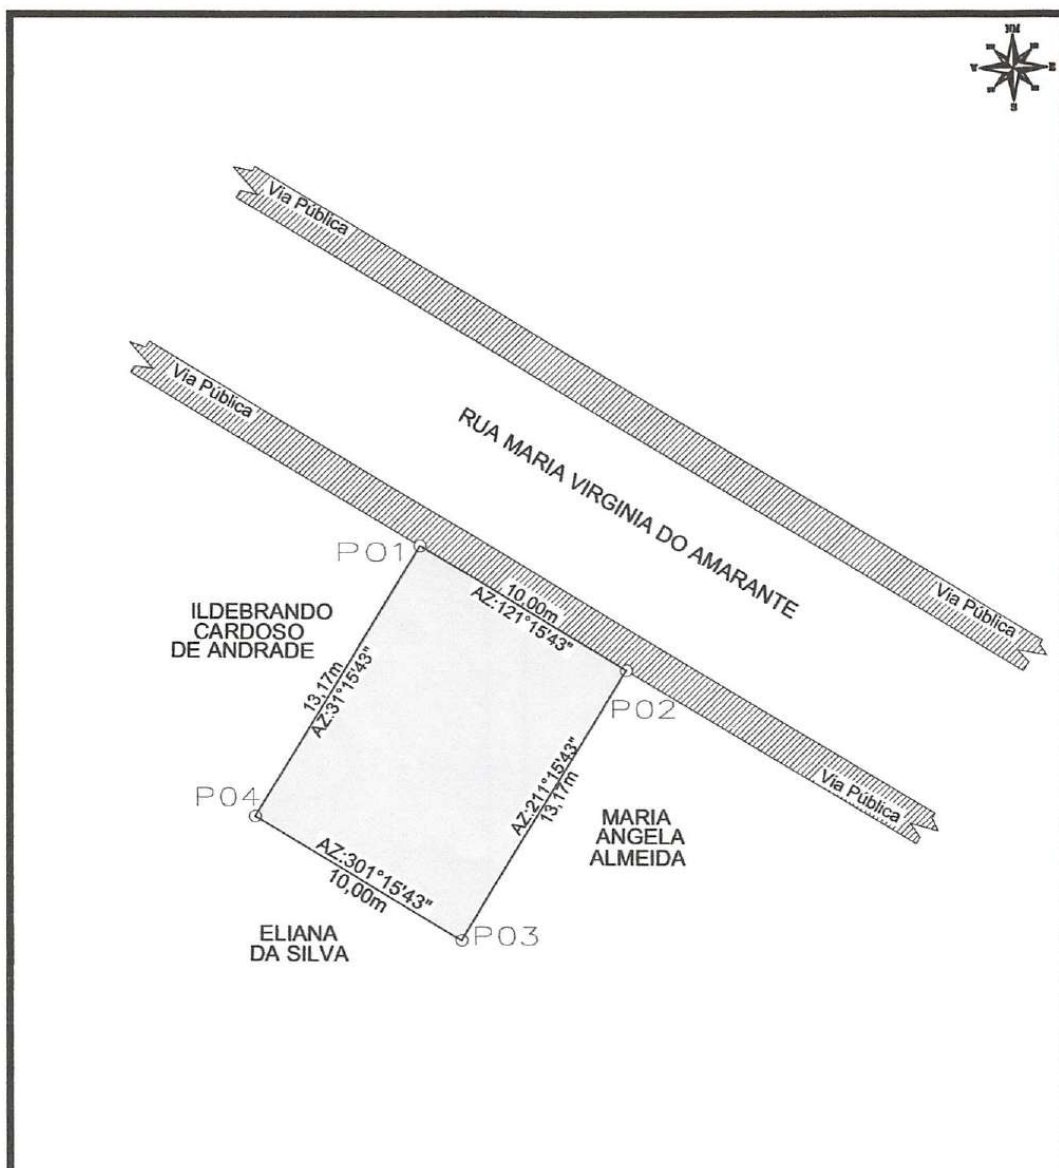 Via Pública
Via Pública
RUA MARIA VIRGINIA DO AMARANTE
P01
10,00m
AZ:121°15'43"
ILDEBRANDO
CARDOSO
DE ANDRADE
13,17m
AZ:31°15'43"
Via Pública
P02
AZ:211°15'43"
13,17m
Via Pública
P04
MARIA
ANGELA
ALMEIDA
AZ:301°15'43"
10,00m
P03
ELIANA
DA SILVA